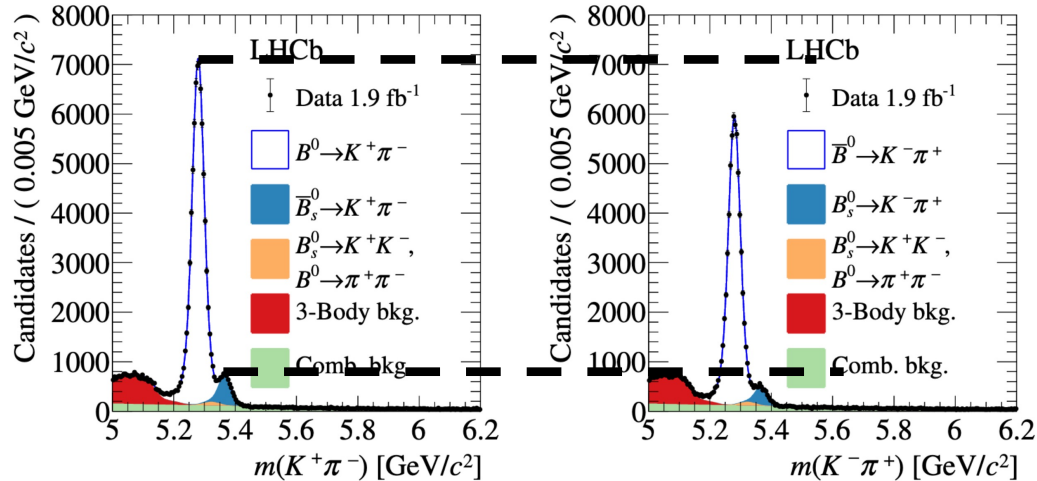 Candidates / ( 0.005 GeV/c²)
8000
7000
6000
5000
4000
3000
2000
1000
0
LHCb
Data 1.9 fb⁻¹
B⁰→K⁺π⁻
B̅⁰ₛ→K⁺π⁻
B⁰ₛ→K⁺K⁻,
B⁰→π⁺π⁻
3-Body bkg.
Comb. bkg.
5 5.2 5.4 5.6 5.8 6 6.2
m(K⁺π⁻) [GeV/c²]
Candidates / ( 0.005 GeV/c²)
8000
7000
6000
5000
4000
3000
2000
1000
0
LHCb
Data 1.9 fb⁻¹
B̅⁰→K⁻π⁺
B⁰ₛ→K⁻π⁺
B⁰ₛ→K⁺K⁻,
B⁰→π⁺π⁻
3-Body bkg.
Comb. bkg.
5 5.2 5.4 5.6 5.8 6 6.2
m(K⁻π⁺) [GeV/c²]